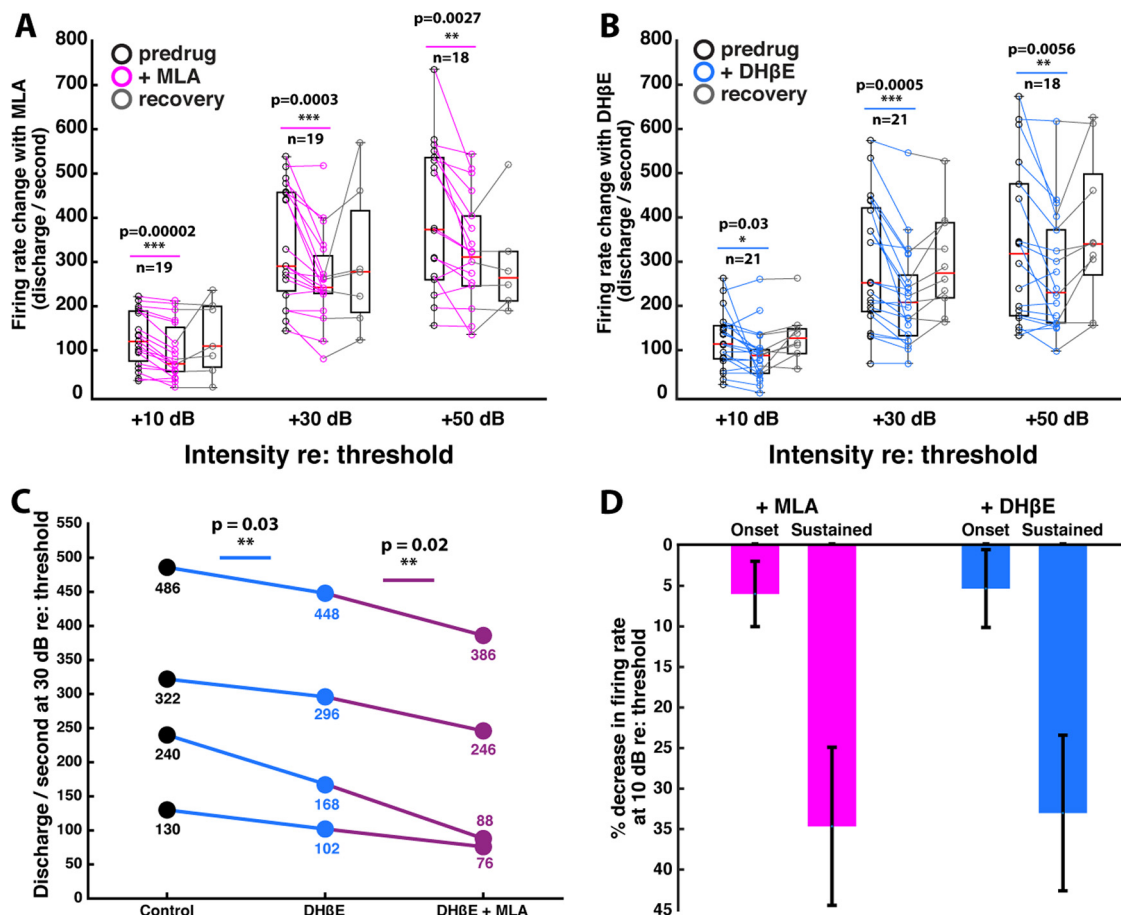 A
Firing rate change with MLA
(discharge / second)
800
700
600
500
400
300
200
100
0
predrug
+ MLA
recovery
p=0.00002
***
n=19
p=0.0003
***
n=19
p=0.0027
**
n=18
+10 dB
+30 dB
+50 dB
Intensity re: threshold
B
Firing rate change with DHβE
(discharge / second)
800
700
600
500
400
300
200
100
0
predrug
+ DHβE
recovery
p=0.03
*
n=21
p=0.0005
***
n=21
p=0.0056
**
n=18
+10 dB
+30 dB
+50 dB
Intensity re: threshold
C
Discharge / second at 30 dB re: threshold
550
500
450
400
350
300
250
200
150
100
50
0
p = 0.03
**
p = 0.02
**
486
448
386
322
296
246
240
168
88
130
102
76
Control
DHβE
DHβE + MLA
D
+ MLA
+ DHβE
Onset Sustained
Onset Sustained
% decrease in firing rate
at 10 dB re: threshold
0
5
10
15
20
25
30
35
40
45